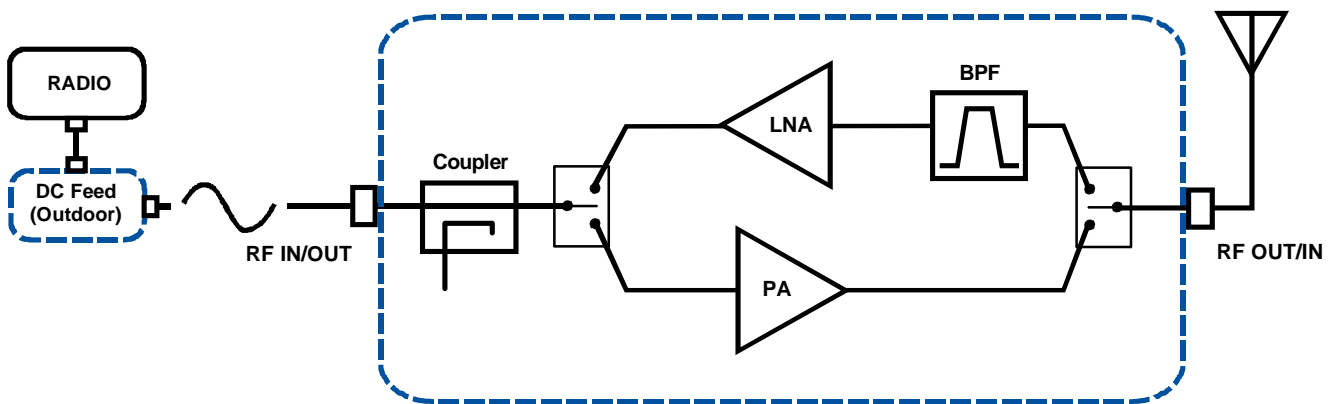 RADIO
DC Feed
(Outdoor)
RF IN/OUT
Coupler
LNA
BPF
PA
RF OUT/IN